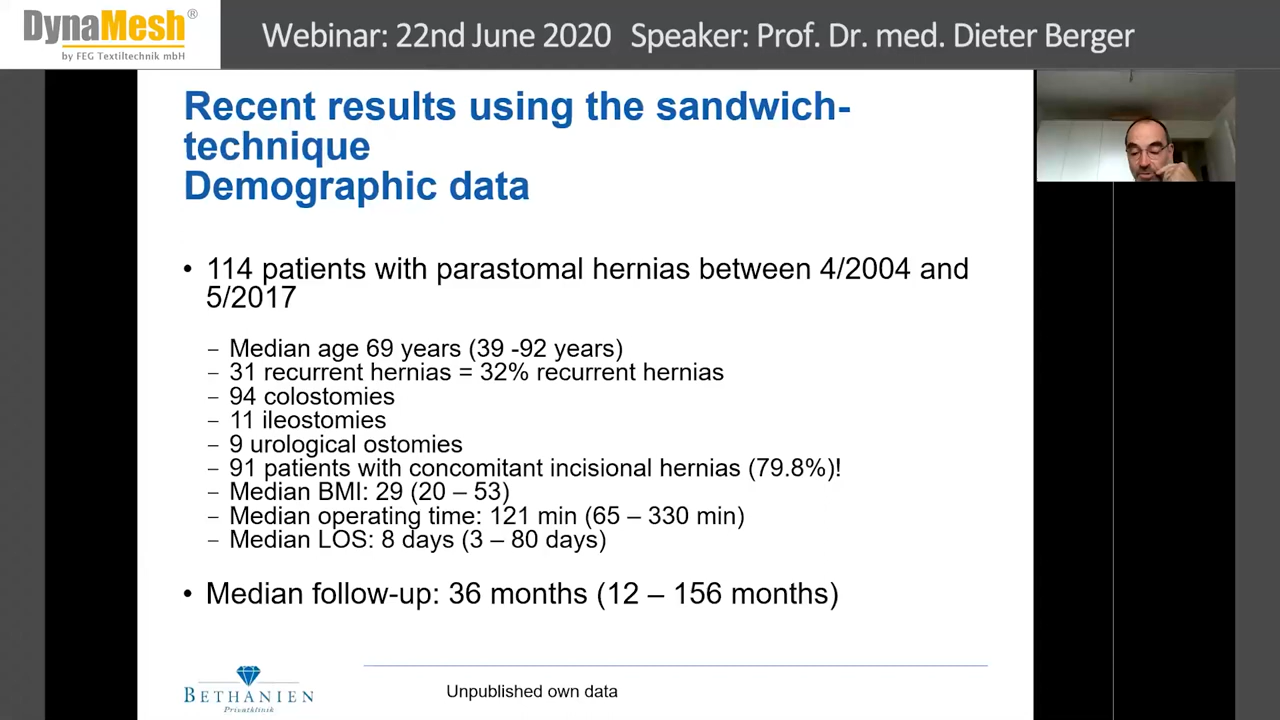 DynaMesh®
by FEG Textiltechnik mbH
Webinar: 22nd June 2020 Speaker: Prof. Dr. med. Dieter Berger
Recent results using the sandwich-
technique
Demographic data
• 114 patients with parastomal hernias between 4/2004 and
5/2017
– Median age 69 years (39 -92 years)
– 31 recurrent hernias = 32% recurrent hernias
– 94 colostomies
– 11 ileostomies
– 9 urological ostomies
– 91 patients with concomitant incisional hernias (79.8%)!
– Median BMI: 29 (20 – 53)
– Median operating time: 121 min (65 – 330 min)
– Median LOS: 8 days (3 – 80 days)
• Median follow-up: 36 months (12 – 156 months)
BETHANIEN
Privatklinik
Unpublished own data